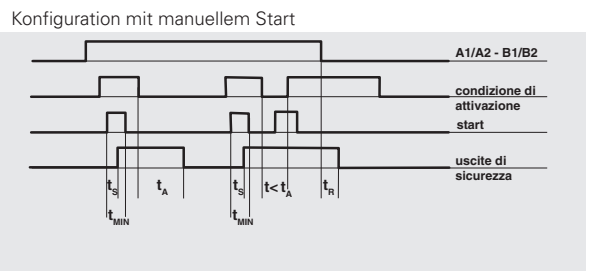 Konfiguration mit manuellem Start
A1/A2 - B1/B2
condizione di
attivazione
start
uscite di
sicurezza
tS tA tS t< tA tR
tMIN tMIN